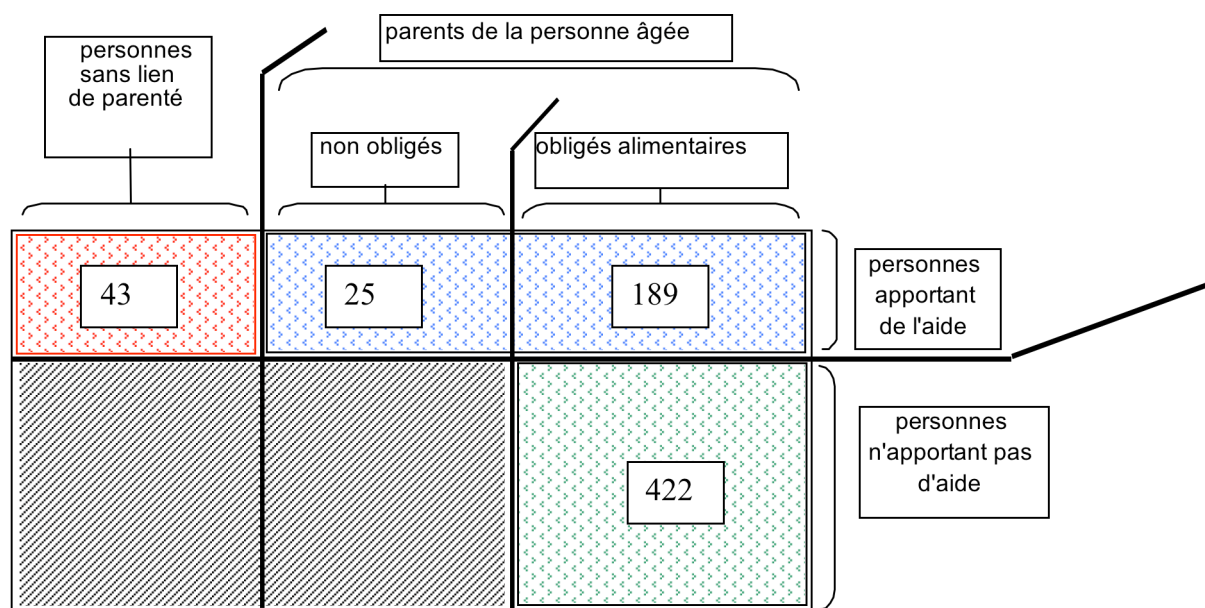 parents de la personne âgée
personnes
sans lien
de parenté
non obligés
obligés alimentaires
43
25
189
personnes
apportant
de l'aide
personnes
n'apportant pas
d'aide
422